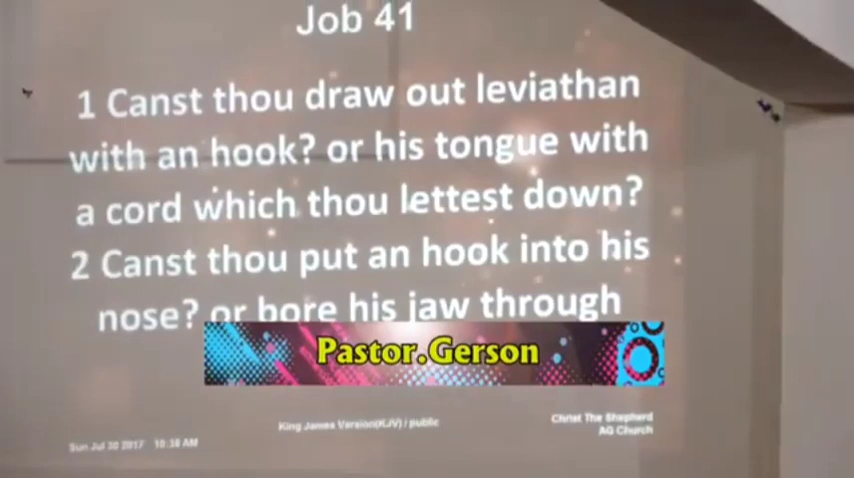 Job 41
1 Canst thou draw out leviathan
with an hook? or his tongue with
a cord which thou lettest down?
2 Canst thou put an hook into his
nose? or bore his jaw through
Pastor.Gerson
King James Version(KJV) / public
Christ The Shepherd
AG Church
Sun Jul 30 2017 10:38 AM